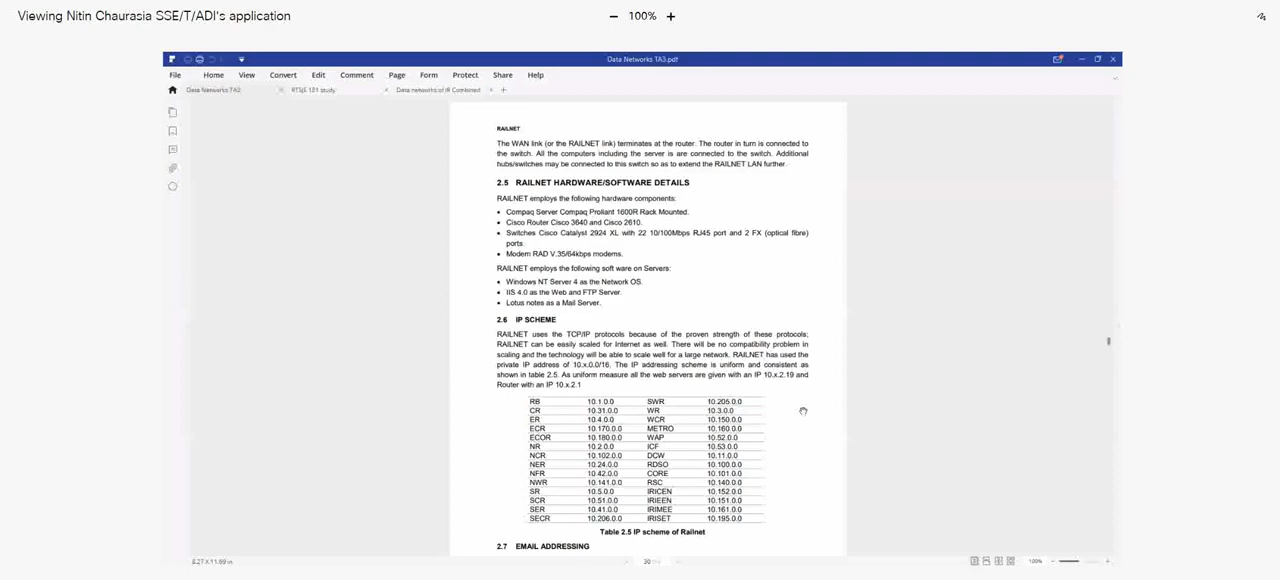 Viewing Nitin Chaurasia SSE/T/ADI's application
100%
Data Networks TA3.pdf
File Home View Convert Edit Comment Page Form Protect Share Help
Data Networks TA3 RTS/E 181 study Data networks of IR Combined
RAILNET
The WAN link (or the RAILNET link) terminates at the router. The router in turn is connected to
the switch. All the computers including the server is are connected to the switch. Additional
hubs/switches may be connected to this switch so as to extend the RAILNET LAN further.
2.5 RAILNET HARDWARE/SOFTWARE DETAILS
RAILNET employs the following hardware components:
• Compaq Server Compaq Proliant 1600R Rack Mounted.
• Cisco Router Cisco 3640 and Cisco 2610.
• Switches Cisco Catalyst 2924 XL with 22 10/100Mbps RJ45 port and 2 FX (optical fibre)
ports.
• Modem RAD V.35/64kbps modems.
RAILNET employs the following soft ware on Servers:
• Windows NT Server 4 as the Network OS.
• IIS 4.0 as the Web and FTP Server.
• Lotus notes as a Mail Server.
2.6 IP SCHEME
RAILNET uses the TCP/IP protocols because of the proven strength of these protocols;
RAILNET can be easily scaled for Internet as well. There will be no compatibility problem in
scaling and the technology will be able to scale well for a large network. RAILNET has used the
private IP address of 10.x.0.0/16. The IP addressing scheme is uniform and consistent as
shown in table 2.5. As uniform measure all the web servers are given with an IP 10.x.2.19 and
Router with an IP 10.x.2.1
RB 10.1.0.0 SWR 10.205.0.0
CR 10.31.0.0 WR 10.3.0.0
ER 10.4.0.0 WCR 10.150.0.0
ECR 10.170.0.0 METRO 10.160.0.0
ECOR 10.180.0.0 WAP 10.52.0.0
NR 10.2.0.0 ICF 10.53.0.0
NCR 10.102.0.0 DCW 10.11.0.0
NER 10.24.0.0 RDSO 10.100.0.0
NFR 10.42.0.0 CORE 10.101.0.0
NWR 10.141.0.0 RSC 10.140.0.0
SR 10.5.0.0 IRICEN 10.152.0.0
SCR 10.51.0.0 IRIEEN 10.151.0.0
SER 10.41.0.0 IRIMEE 10.161.0.0
SECR 10.206.0.0 IRISET 10.195.0.0
Table 2.5 IP scheme of Railnet
2.7 EMAIL ADDRESSING
8.27 X 11.69 in 30 100%